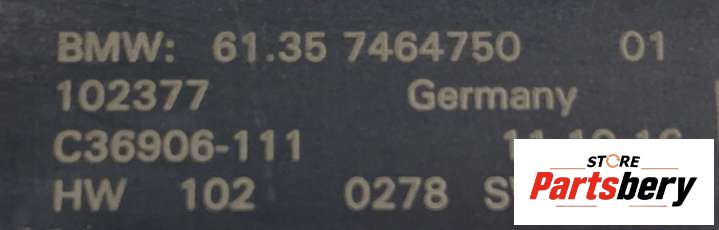 BMW: 61.35 7464750 01
102377 Germany
C36906-111
HW 102 0278
STORE
Partsbery